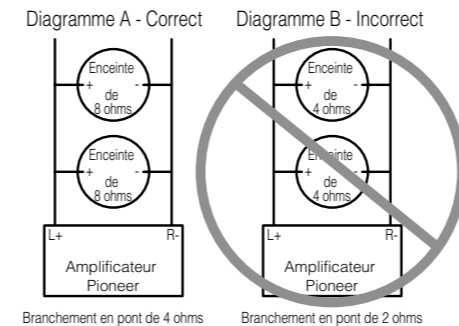 Diagramme A - Correct
Enceinte
+ de -
8 ohms
Enceinte
+ de -
8 ohms
L+ R-
Amplificateur
Pioneer
Branchement en pont de 4 ohms
Diagramme B - Incorrect
Enceinte
+ de -
4 ohms
Enceinte
+ de -
4 ohms
L+ R-
Amplificateur
Pioneer
Branchement en pont de 2 ohms